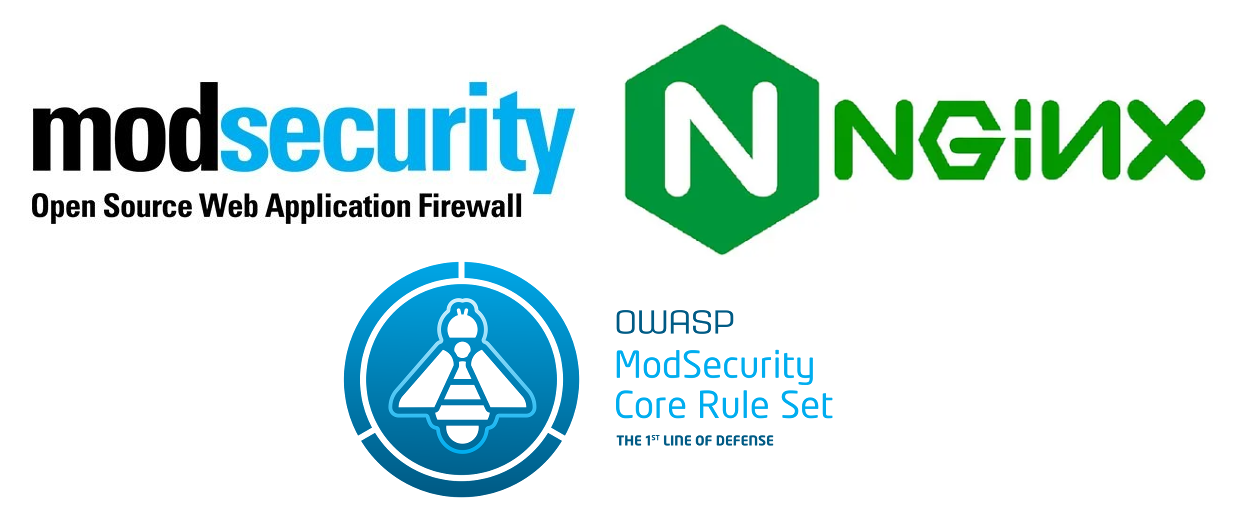 modsecurity
Open Source Web Application Firewall
N NGiNX
OWASP
ModSecurity
Core Rule Set
THE 1ST LINE OF DEFENSE